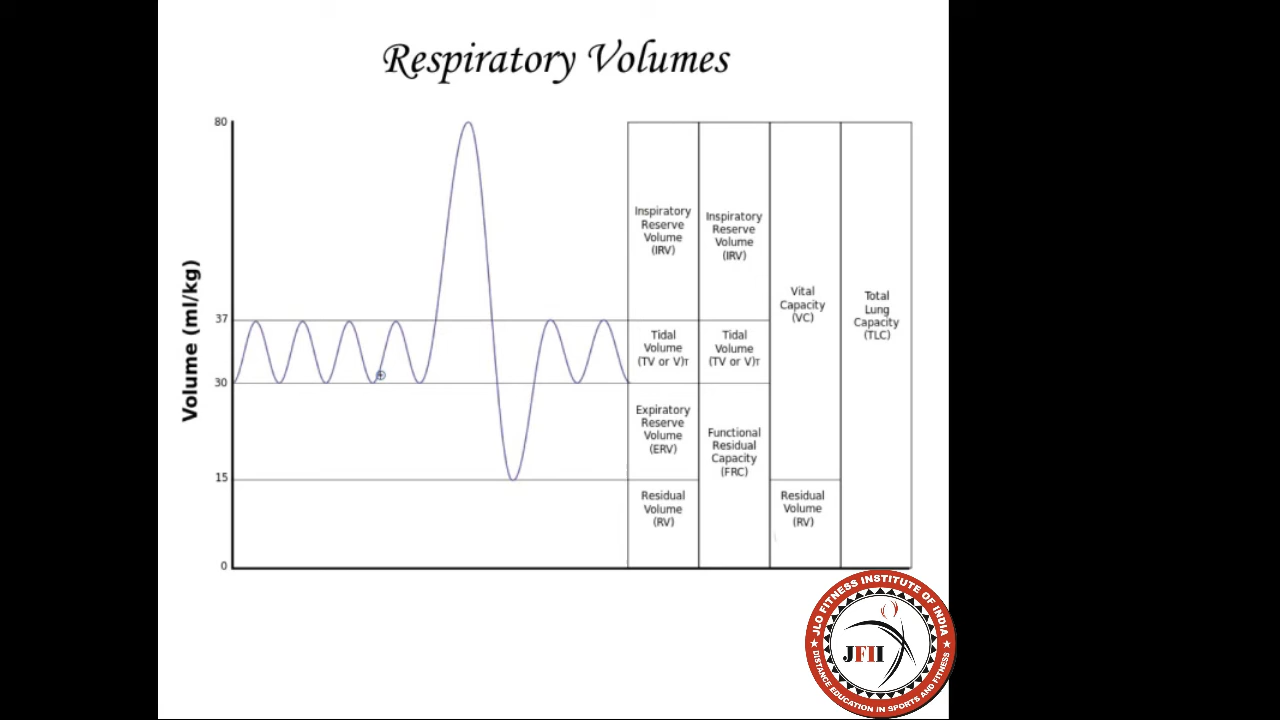 Respiratory Volumes
Volume (ml/kg)
80
37
30
15
0
Inspiratory
Reserve
Volume
(IRV)
Tidal
Volume
(TV or V)T
Expiratory
Reserve
Volume
(ERV)
Residual
Volume
(RV)
Inspiratory
Reserve
Volume
(IRV)
Tidal
Volume
(TV or V)T
Functional
Residual
Capacity
(FRC)
Vital
Capacity
(VC)
Residual
Volume
(RV)
Total
Lung
Capacity
(TLC)
JLO FITNESS INSTITUTE OF INDIA
JFII
DISTANCE EDUCATION IN SPORTS AND FITNESS